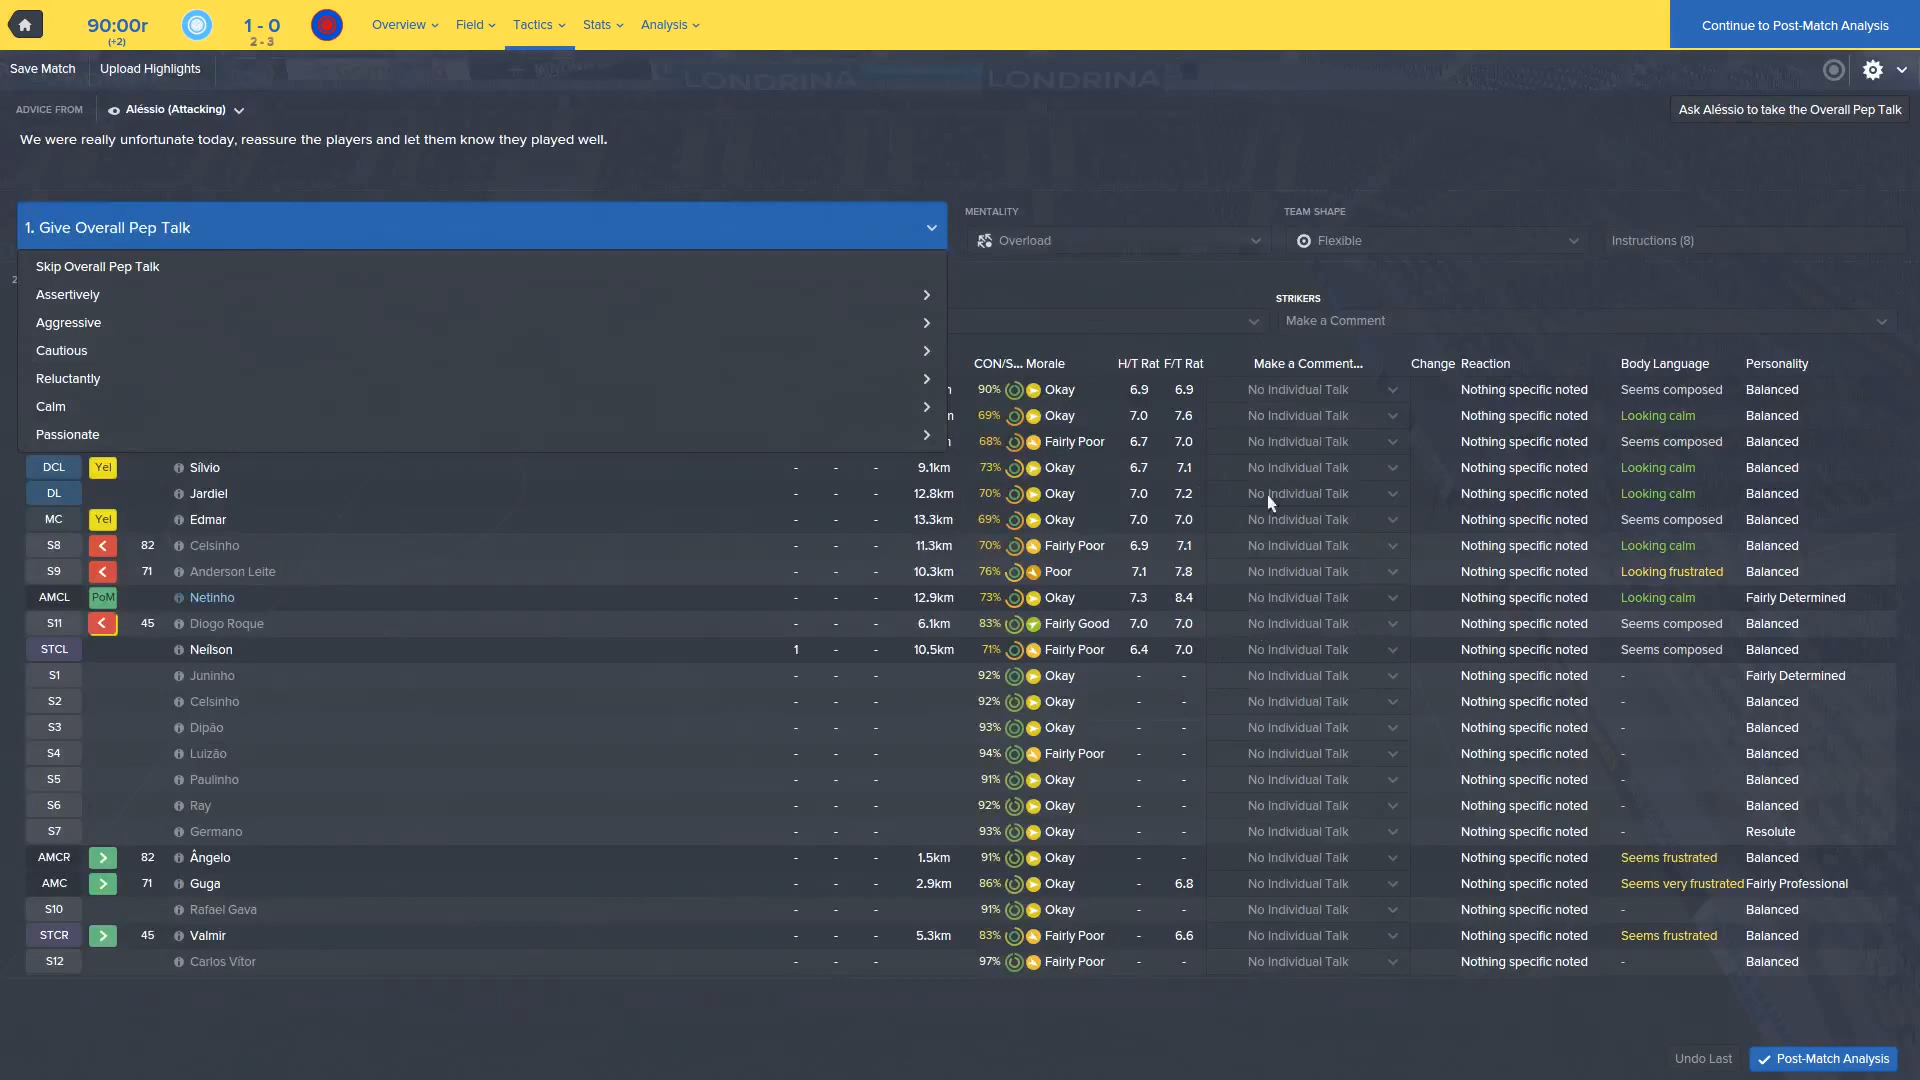 90:00r
(+2)
1 - 0
2 - 3
Overview
Field
Tactics
Stats
Analysis
Continue to Post-Match Analysis
Save Match
Upload Highlights
LONDRINA
LONDRINA
ADVICE FROM
Aléssio (Attacking)
Ask Aléssio to take the Overall Pep Talk
We were really unfortunate today, reassure the players and let them know they played well.
1. Give Overall Pep Talk
Skip Overall Pep Talk
Assertively
Aggressive
Cautious
Reluctantly
Calm
Passionate
MENTALITY
Overload
TEAM SHAPE
Flexible
Instructions (8)
STRIKERS
Make a Comment
CON/S... Morale H/T Rat F/T Rat Make a Comment... Change Reaction Body Language Personality
90% Okay 6.9 6.9 No Individual Talk Nothing specific noted Seems composed Balanced
69% Okay 7.0 7.6 No Individual Talk Nothing specific noted Looking calm Balanced
68% Fairly Poor 6.7 7.0 No Individual Talk Nothing specific noted Seems composed Balanced
DCL Yel Sílvio - - - 9.1km 73% Okay 6.7 7.1 No Individual Talk Nothing specific noted Looking calm Balanced
DL Jardiel - - - 12.8km 70% Okay 7.0 7.2 No Individual Talk Nothing specific noted Looking calm Balanced
MC Yel Edmar - - - 13.3km 69% Okay 7.0 7.0 No Individual Talk Nothing specific noted Seems composed Balanced
S8 82 Celsinho - - - 11.3km 70% Fairly Poor 6.9 7.1 No Individual Talk Nothing specific noted Looking calm Balanced
S9 71 Anderson Leite - - - 10.3km 76% Poor 7.1 7.8 No Individual Talk Nothing specific noted Looking frustrated Balanced
AMCL PoM Netinho - - - 12.9km 73% Okay 7.3 8.4 No Individual Talk Nothing specific noted Looking calm Fairly Determined
S11 45 Diogo Roque - - - 6.1km 83% Fairly Good 7.0 7.0 No Individual Talk Nothing specific noted Seems composed Balanced
STCL Neílson 1 - - 10.5km 71% Fairly Poor 6.4 7.0 No Individual Talk Nothing specific noted Seems composed Balanced
S1 Juninho - - - 92% Okay - - No Individual Talk Nothing specific noted - Fairly Determined
S2 Celsinho - - - 92% Okay - - No Individual Talk Nothing specific noted - Balanced
S3 Dipão - - - 93% Okay - - No Individual Talk Nothing specific noted - Balanced
S4 Luizão - - - 94% Fairly Poor - - No Individual Talk Nothing specific noted - Balanced
S5 Paulinho - - - 91% Okay - - No Individual Talk Nothing specific noted - Balanced
S6 Ray - - - 92% Okay - - No Individual Talk Nothing specific noted - Balanced
S7 Germano - - - 93% Okay - - No Individual Talk Nothing specific noted - Resolute
AMCR 82 Ângelo - - - 1.5km 91% Okay - - No Individual Talk Nothing specific noted Seems frustrated Balanced
AMC 71 Guga - - - 2.9km 86% Okay - 6.8 No Individual Talk Nothing specific noted Seems very frustrated Fairly Professional
S10 Rafael Gava - - - 91% Okay - - No Individual Talk Nothing specific noted - Balanced
STCR 45 Valmir - - - 5.3km 83% Fairly Poor - 6.6 No Individual Talk Nothing specific noted Seems frustrated Balanced
S12 Carlos Vítor - - - 97% Fairly Poor - - No Individual Talk Nothing specific noted - Balanced
Undo Last
Post-Match Analysis